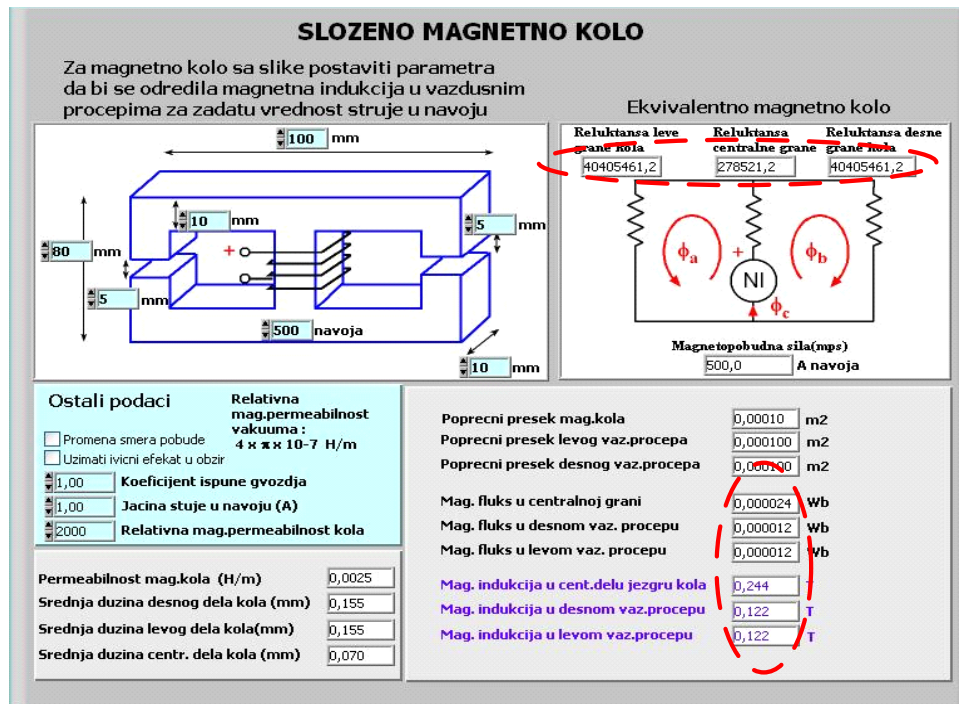 SLOZENO MAGNETNO KOLO
Za magnetno kolo sa slike postaviti parametra
da bi se odredila magnetna indukcija u vazdusnim
procepima za zadatu vrednost struje u navoju
100 mm
10 mm
5 mm
80 mm
+
5 mm
500 navoja
10 mm
Ekvivalentno magnetno kolo
Reluktansa leve grane kola
Reluktansa centralne grane
Reluktansa desne grane kola
40405461,2
278521,2
40405461,2
ϕa
+
ϕb
NI
ϕc
Magnetopobudna sila(mps)
500,0 A navoja
Ostali podaci
Relativna
mag.permeabilnost
vakuuma :
4 x π x 10-7 H/m
Promena smera pobude
Uzimati ivicni efekat u obzir
1,00 Koeficijent ispune gvozdja
1,00 Jacina stuje u navoju (A)
2000 Relativna mag.permeabilnost kola
Permeabilnost mag.kola (H/m) 0,0025
Srednja duzina desnog dela kola (mm) 0,155
Srednja duzina levog dela kola(mm) 0,155
Srednja duzina centr. dela kola (mm) 0,070
Poprecni presek mag.kola 0,00010 m2
Poprecni presek levog vaz.procepa 0,000100 m2
Poprecni presek desnog vaz.procepa 0,000100 m2
Mag. fluks u centralnoj grani 0,000024 Wb
Mag. fluks u desnom vaz. procepu 0,000012 Wb
Mag. fluks u levom vaz. procepu 0,000012 Wb
Mag. indukcija u cent.delu jezgru kola 0,244 T
Mag. indukcija u desnom vaz.procepu 0,122 T
Mag. indukcija u levom vaz.procepu 0,122 T